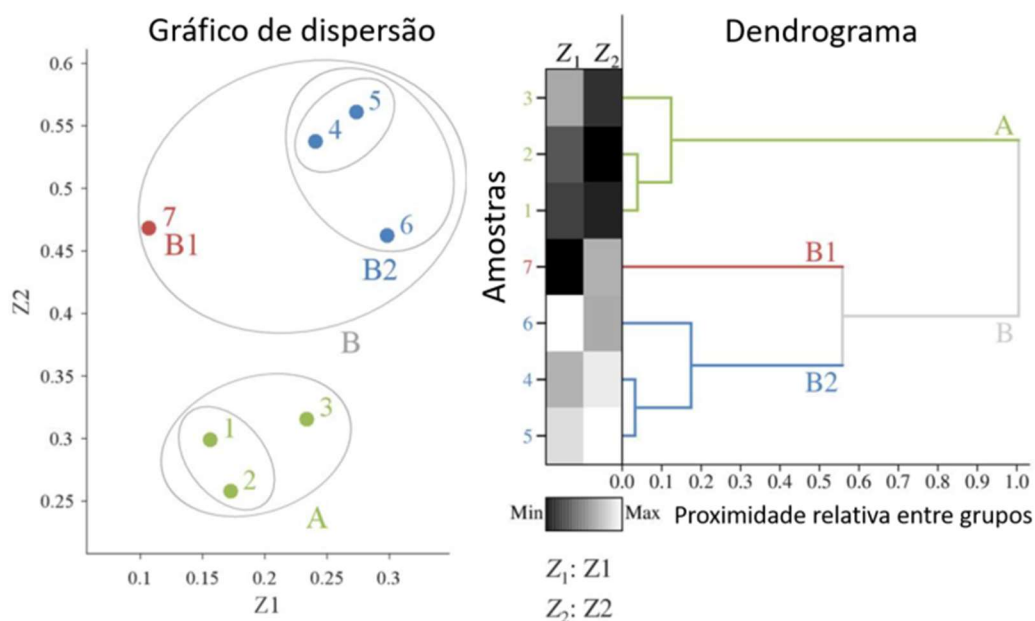 Gráfico de dispersão
0.6
0.55
0.5
0.45
0.4
0.35
0.3
0.25
Z2
5
4
7
6
B1
B2
B
3
1
2
A
0.1 0.15 0.2 0.25 0.3
Z1
Dendrograma
Z1 Z2
Amostras
3
2
1
7
6
4
5
A
B1
B
B2
0.0 0.1 0.2 0.3 0.4 0.5 0.6 0.7 0.8 0.9 1.0
Min Max Proximidade relativa entre grupos
Z1: Z1
Z2: Z2